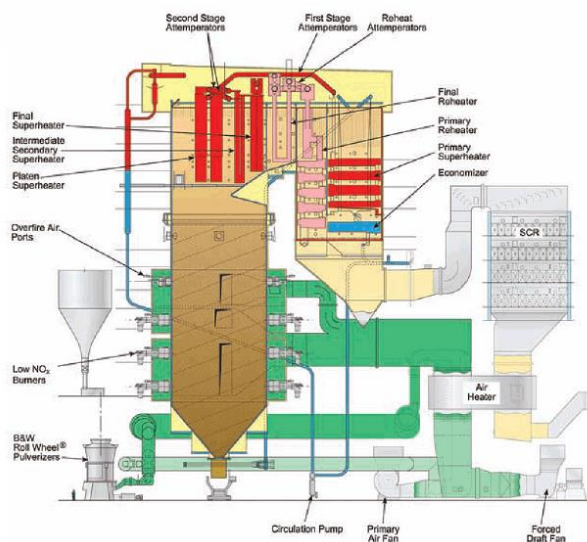 Second Stage
Attemperators
First Stage
Attemperators
Reheat
Attemperators
Final
Superheater
Intermediate
Secondary
Superheater
Platen
Superheater
Final
Reheater
Primary
Reheater
Primary
Superheater
Economizer
Overfire Air
Ports
SCR
Low NOx
Burners
Air
Heater
B&W
Roll Wheel®
Pulverizers
Circulation Pump
Primary
Air Fan
Forced
Draft Fan